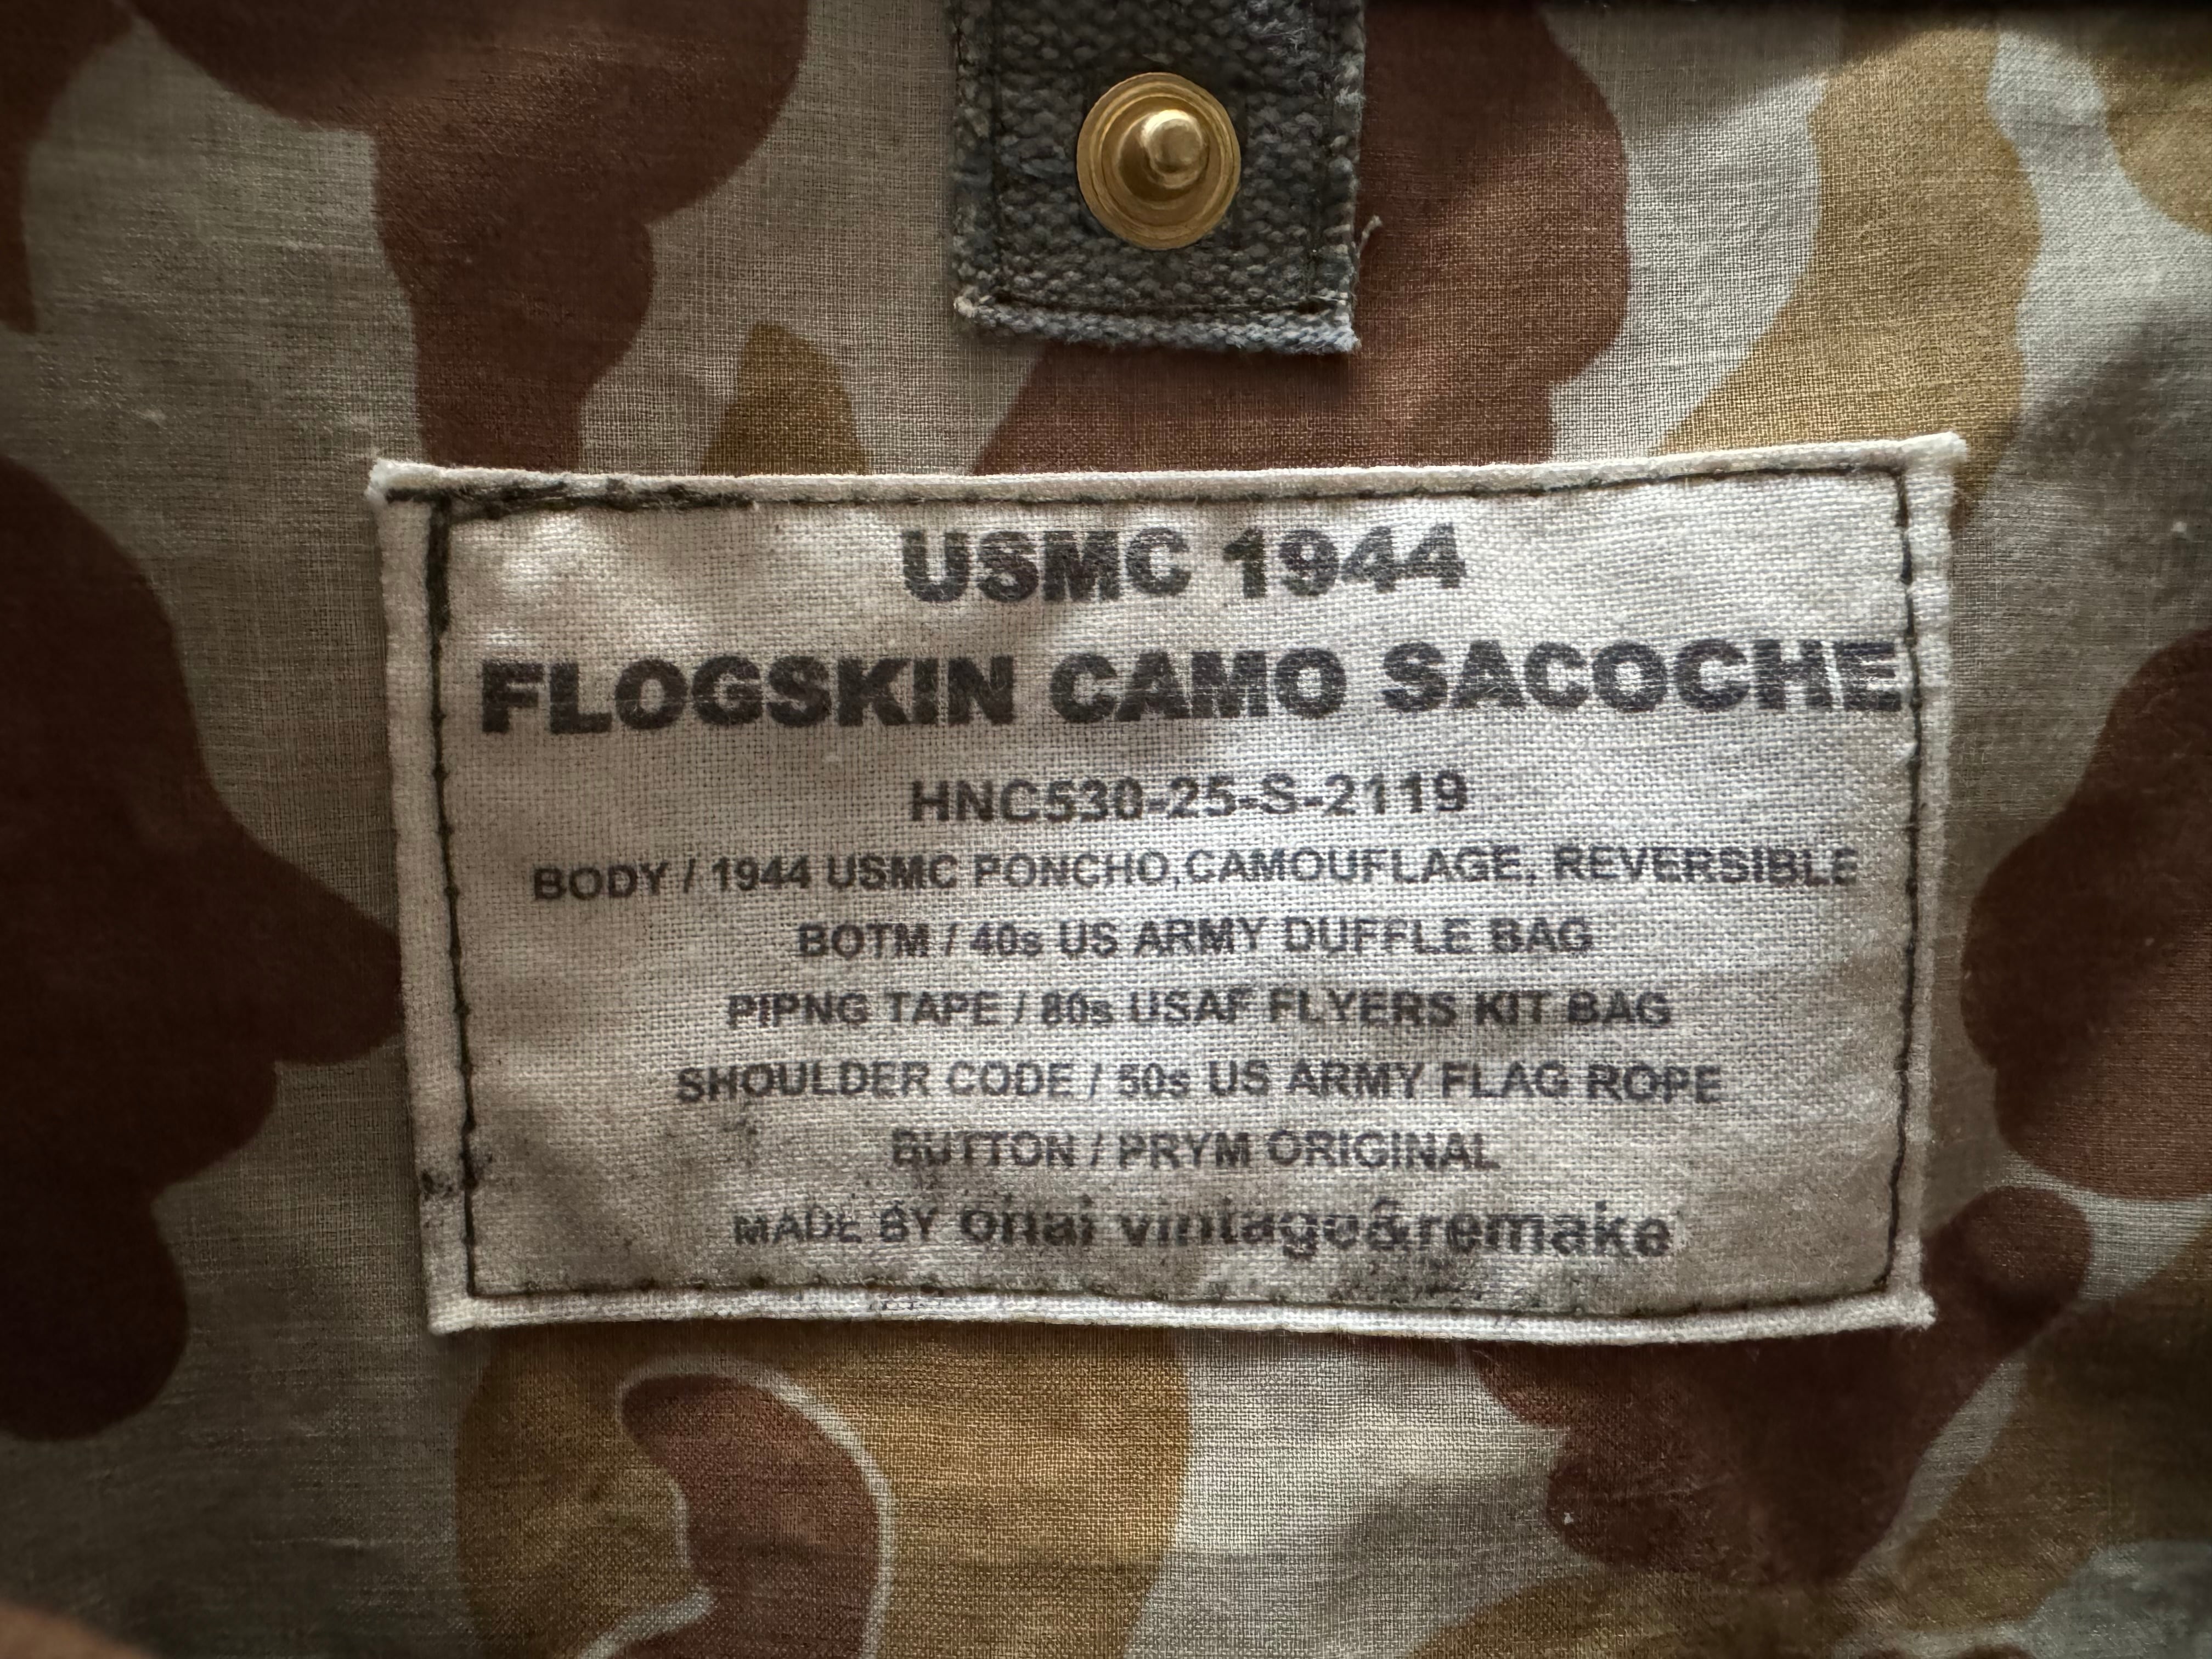 USMC 1944
FLOGSKIN CAMO SACOCHE
HNC530-25-S-2119
BODY / 1944 USMC PONCHO,CAMOUFLAGE, REVERSIBLE
BOTM / 40s US ARMY DUFFLE BAG
PIPNG TAPE / 80s USAF FLYERS KIT BAG
SHOULDER CODE / 50s US ARMY FLAG ROPE
BUTTON / PRYM ORIGINAL
MADE BY vintage&remake